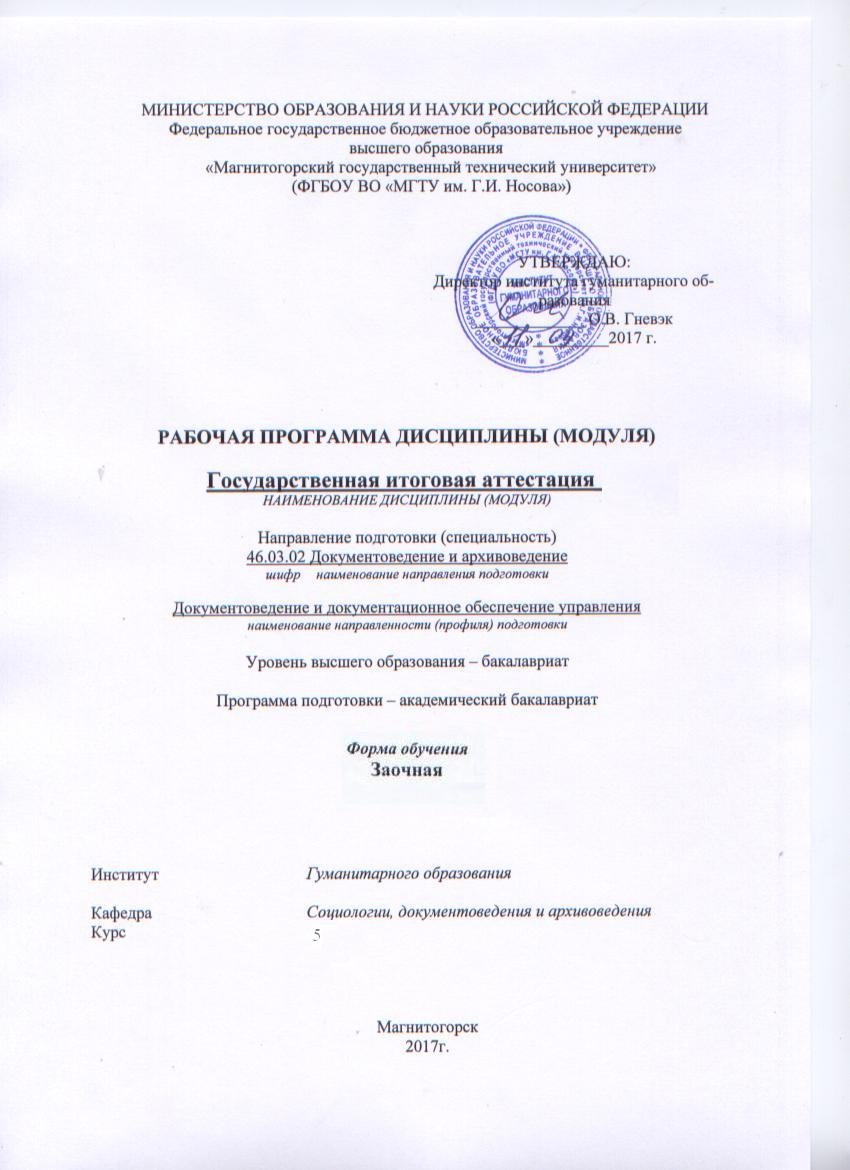 МИНИСТЕРСТВО ОБРАЗОВАНИЯ И НАУКИ РОССИЙСКОЙ ФЕДЕРАЦИИ
Федеральное государственное бюджетное образовательное учреждение
высшего образования
«Магнитогорский государственный технический университет»
(ФГБОУ ВО «МГТУ им. Г.И. Носова»)
УТВЕРЖДАЮ:
Директор института гуманитарного об-
разования
О.В. Гневэк
2017 г.
РАБОЧАЯ ПРОГРАММА ДИСЦИПЛИНЫ (МОДУЛЯ)
Государственная итоговая аттестация
НАИМЕНОВАНИЕ ДИСЦИПЛИНЫ (МОДУЛЯ)
Направление подготовки (специальность)
46.03.02 Документоведение и архивоведение
шифр наименование направления подготовки
Документоведение и документационное обеспечение управления
наименование направленности (профиля) подготовки
Уровень высшего образования – бакалавриат
Программа подготовки – академический бакалавриат
Форма обучения
Заочная
Институт Гуманитарного образования
Кафедра Социологии, документоведения и архивоведения
Курс 5
Магнитогорск
2017г.